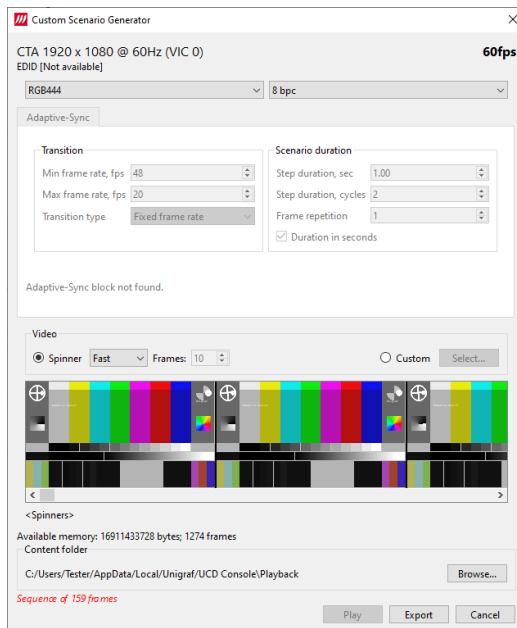 Custom Scenario Generator
CTA 1920 x 1080 @ 60Hz (VIC 0)
60fps
EDID [Not available]
RGB444
8 bpc
Adaptive-Sync
Transition
Min frame rate, fps 48
Max frame rate, fps 20
Transition type Fixed frame rate
Scenario duration
Step duration, sec 1.00
Step duration, cycles 2
Frame repetition 1
Duration in seconds
Adaptive-Sync block not found.
Video
Spinner Fast Frames: 10
Custom Select...
<Spinners>
Available memory: 16911433728 bytes; 1274 frames
Content folder
C:/Users/Tester/AppData/Local/Unigraf/UCD Console\Playback
Browse...
Sequence of 159 frames
Play Export Cancel